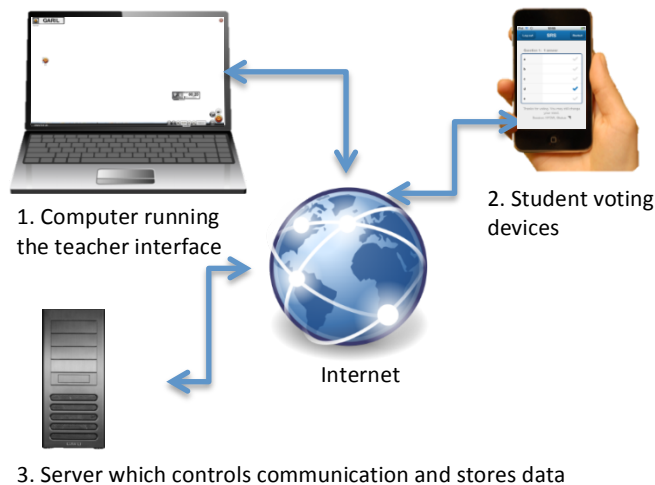 1. Computer running
the teacher interface
2. Student voting
devices
Internet
3. Server which controls communication and stores data